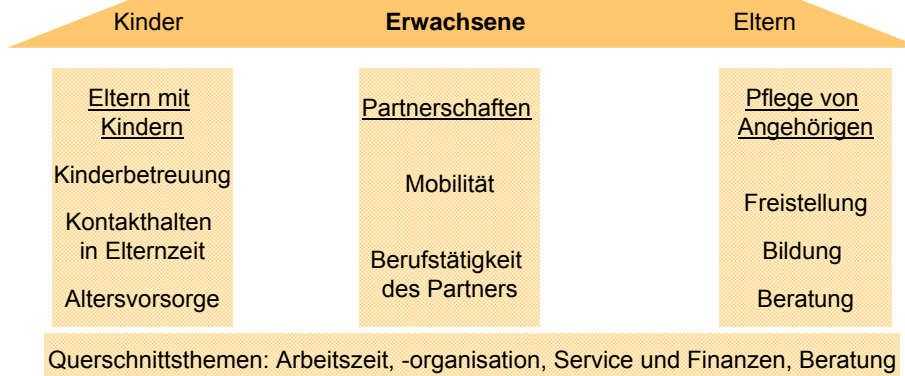 Kinder Erwachsene Eltern
Eltern mit
Kindern
Kinderbetreuung
Kontakthalten
in Elternzeit
Altersvorsorge
Partnerschaften
Mobilität
Berufstätigkeit
des Partners
Pflege von
Angehörigen
Freistellung
Bildung
Beratung
Querschnittsthemen: Arbeitszeit, -organisation, Service und Finanzen, Beratung